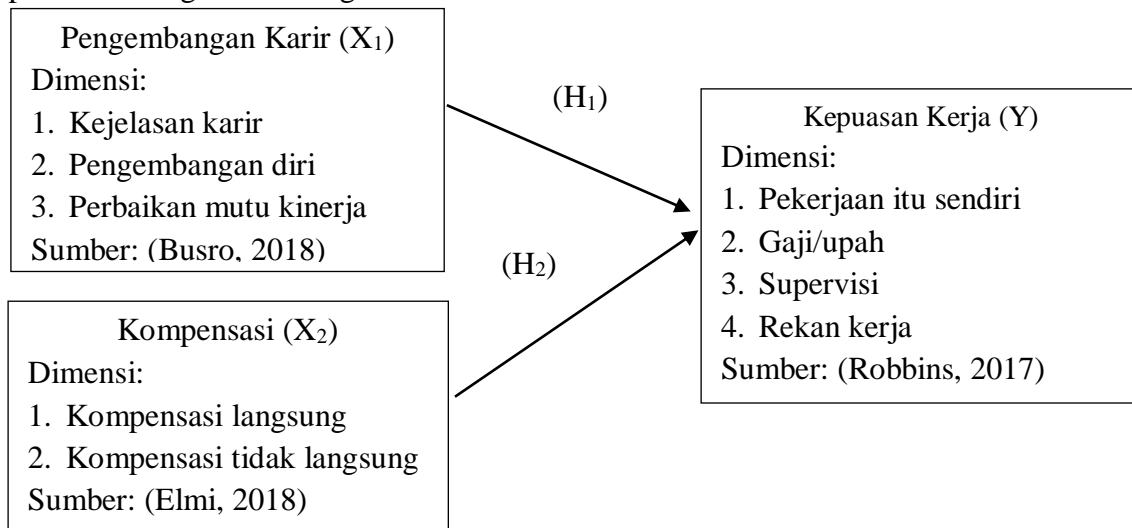 Pengembangan Karir (X₁)
Dimensi:
1. Kejelasan karir
2. Pengembangan diri
3. Perbaikan mutu kinerja
Sumber: (Busro, 2018)
(H₁)
(H₂)
Kompensasi (X₂)
Dimensi:
1. Kompensasi langsung
2. Kompensasi tidak langsung
Sumber: (Elmi, 2018)
Kepuasan Kerja (Y)
Dimensi:
1. Pekerjaan itu sendiri
2. Gaji/upah
3. Supervisi
4. Rekan kerja
Sumber: (Robbins, 2017)